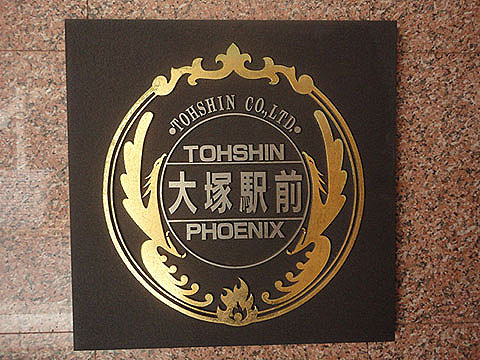 •TOHSHIN CO.,LTD.•
TOHSHIN
大塚駅前
PHOENIX